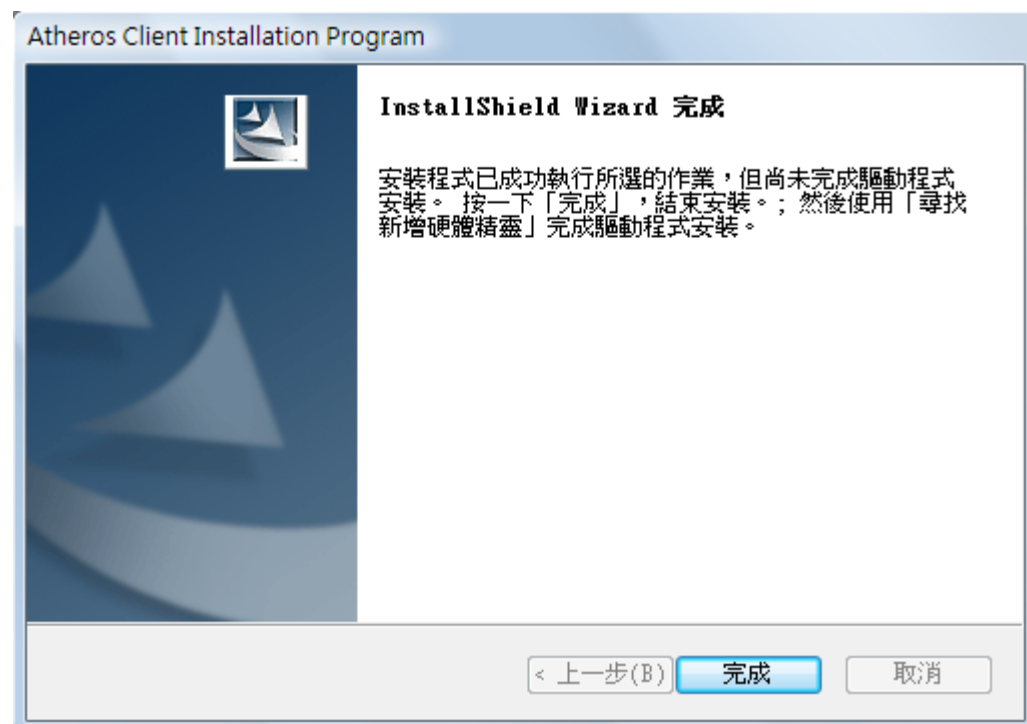 Atheros Client Installation Program
InstallShield Wizard 完成
安裝程式已成功執行所選的作業，但尚未完成驅動程式
安裝。 按一下「完成」，結束安裝。; 然後使用「尋找
新增硬體精靈」完成驅動程式安裝。
< 上一步(B)
完成
取消